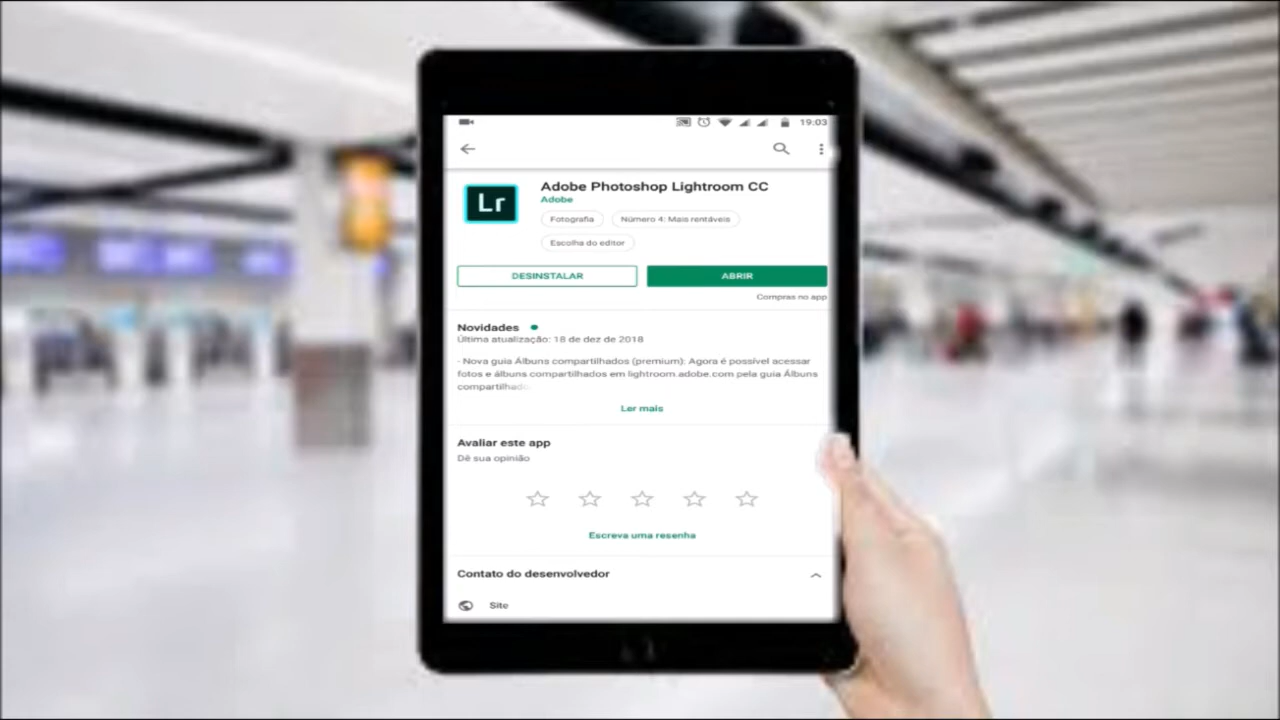 19:03
Lr
Adobe Photoshop Lightroom CC
Adobe
Fotografia
Número 4: Mais rentáveis
Escolha do editor
DESINSTALAR
ABRIR
Compras no app
Novidades
Última atualização: 18 de dez de 2018
- Nova guia Álbuns compartilhados (premium): Agora é possível acessar
fotos e álbuns compartilhados em lightroom.adobe.com pela guia Álbuns
compartilhado
Ler mais
Avaliar este app
Dê sua opinião
Escreva uma resenha
Contato do desenvolvedor
Site